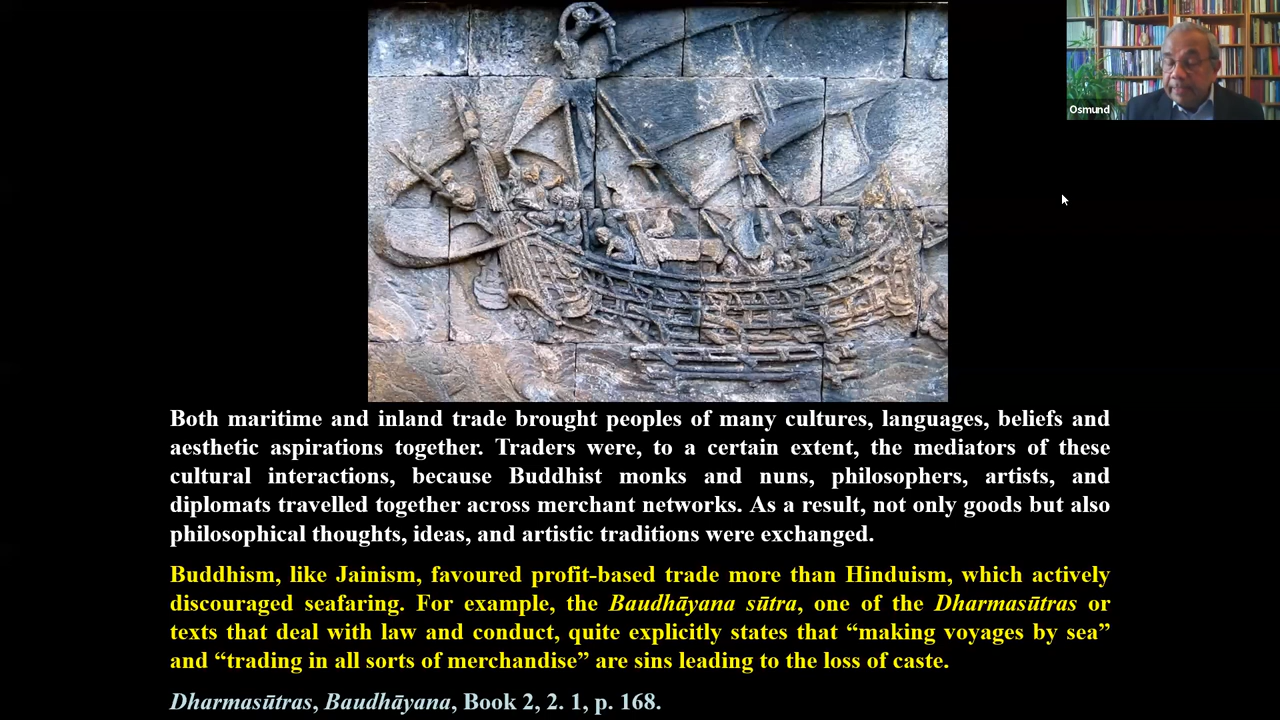 Osmund
Both maritime and inland trade brought peoples of many cultures, languages, beliefs and
aesthetic aspirations together. Traders were, to a certain extent, the mediators of these
cultural interactions, because Buddhist monks and nuns, philosophers, artists, and
diplomats travelled together across merchant networks. As a result, not only goods but also
philosophical thoughts, ideas, and artistic traditions were exchanged.
Buddhism, like Jainism, favoured profit-based trade more than Hinduism, which actively
discouraged seafaring. For example, the Baudhāyana sūtra, one of the Dharmasūtras or
texts that deal with law and conduct, quite explicitly states that “making voyages by sea”
and “trading in all sorts of merchandise” are sins leading to the loss of caste.
Dharmasūtras, Baudhāyana, Book 2, 2. 1, p. 168.